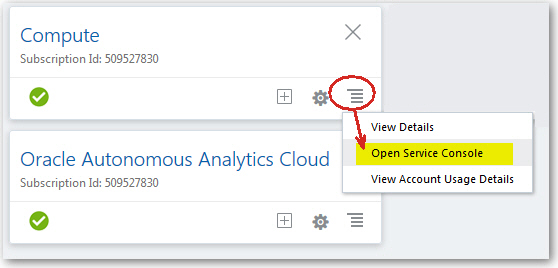 Compute
Subscription Id: 509527830
View Details
Open Service Console
View Account Usage Details
Oracle Autonomous Analytics Cloud
Subscription Id: 509527830